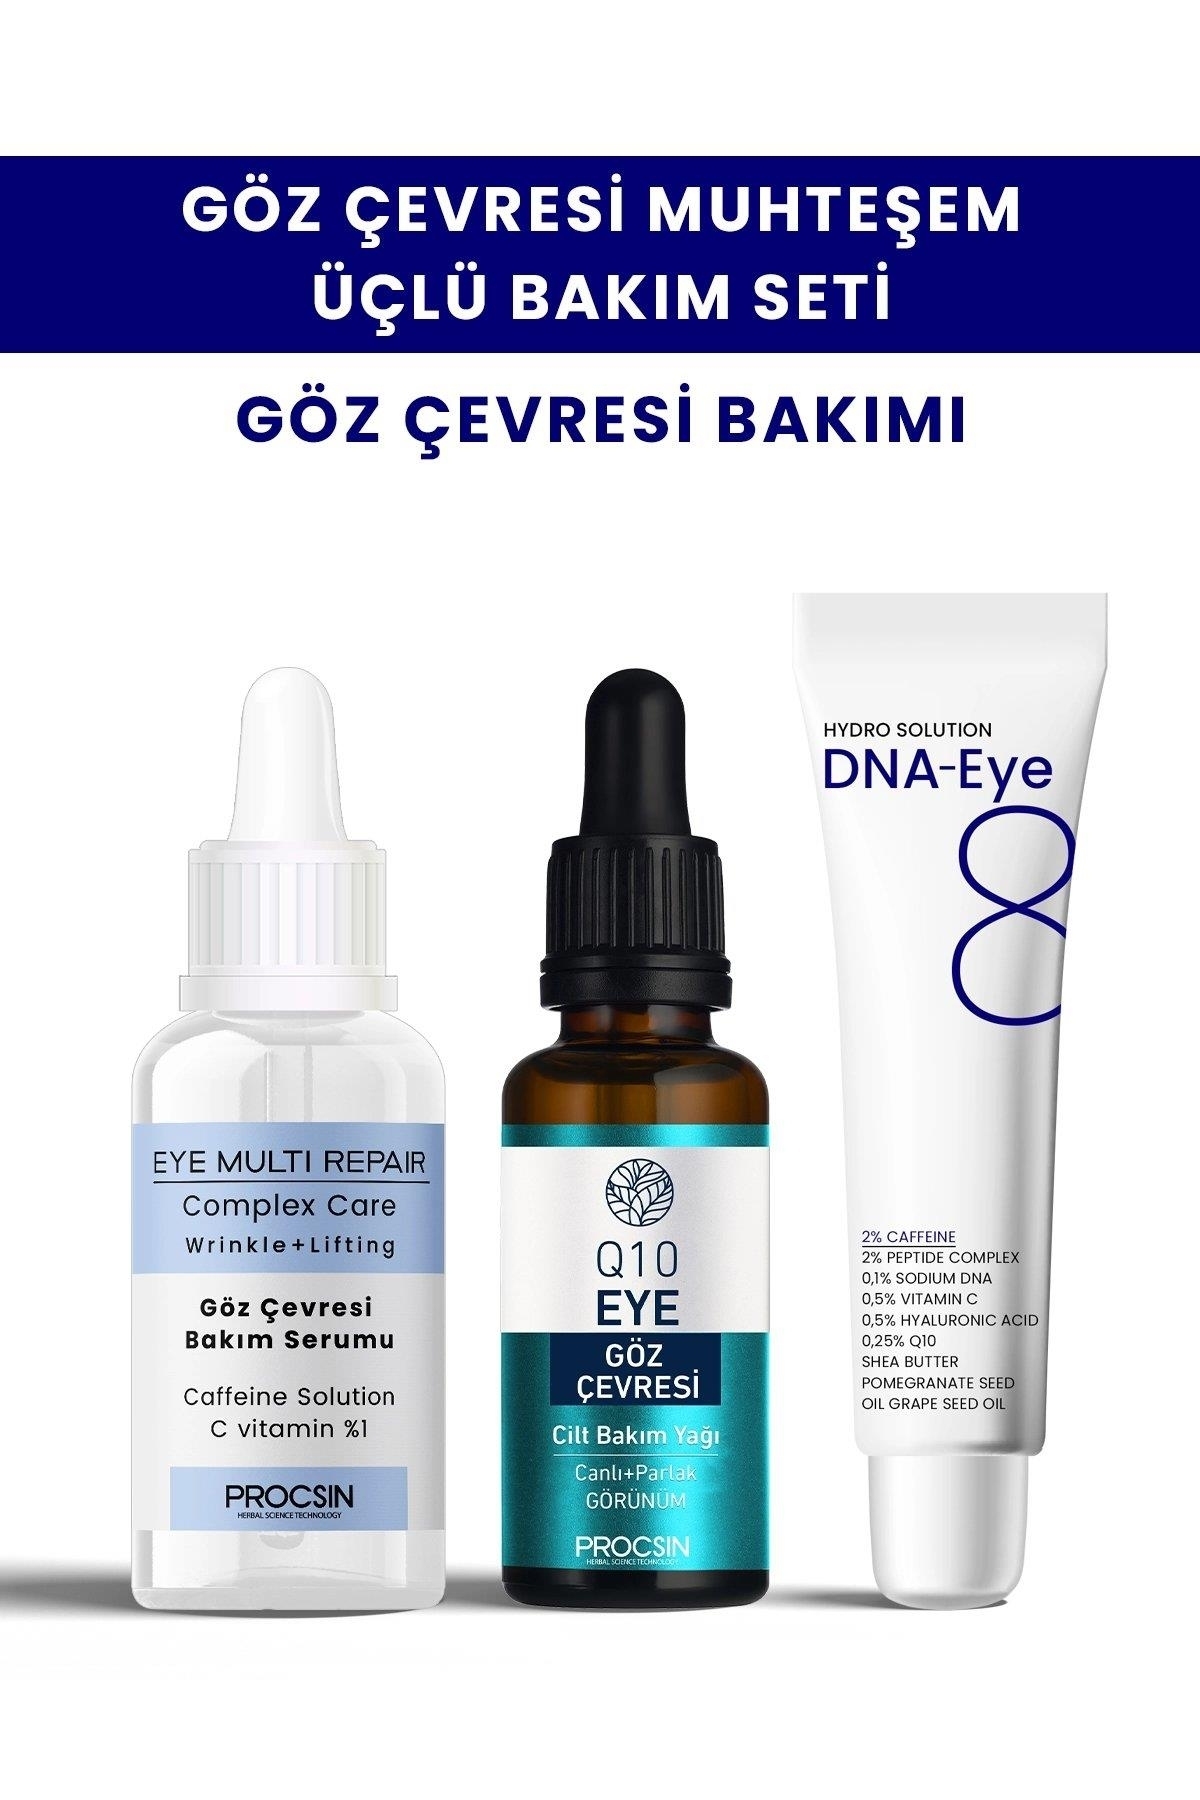 GÖZ ÇEVRESİ MUHTEŞEM
ÜÇLÜ BAKIM SETİ
GÖZ ÇEVRESİ BAKIMI
EYE MULTI REPAIR
Complex Care
Wrinkle+Lifting
Göz Çevresi
Bakım Serumu
Caffeine Solution
C vitamin %1
PROCSIN
HERBAL SCIENCE TECHNOLOGY
Q10
EYE
GÖZ
ÇEVRESİ
Cilt Bakım Yağı
Canlı+Parlak
GÖRÜNÜM
PROCSIN
HERBAL SCIENCE TECHNOLOGY
HYDRO SOLUTION
DNA-Eye
8
2% CAFFEINE
2% PEPTIDE COMPLEX
0,1% SODIUM DNA
0,5% VITAMIN C
0,5% HYALURONIC ACID
0,25% Q10
SHEA BUTTER
POMEGRANATE SEED
OIL GRAPE SEED OIL